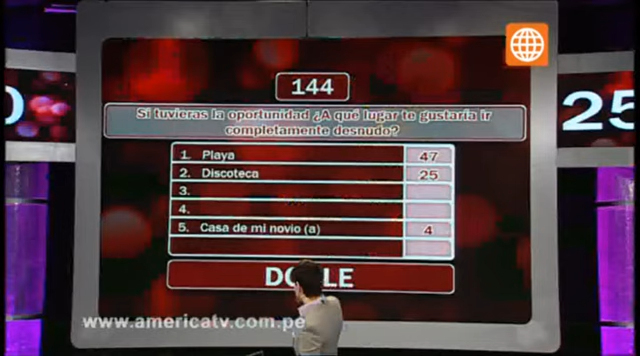 144
Si tuvieras la oportunidad ¿A qué lugar te gustaría ir
completamente desnudo?
1. Playa 47
2. Discoteca 25
3.
4.
5. Casa de mi novio (a) 4
0
25
www.americatv.com.pe